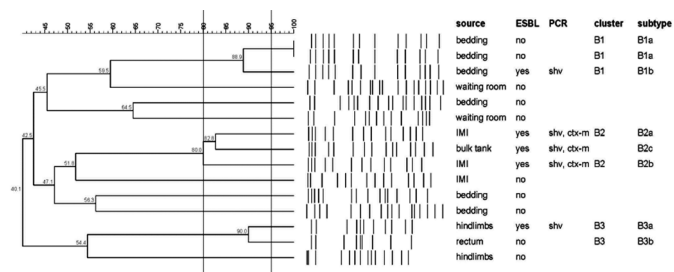 45 50 55 60 65 70 75 80 85 90 95 100
source ESBL PCR cluster subtype
bedding no B1 B1a
88.9
bedding no B1 B1a
59.5
bedding yes shv B1 B1b
45.5
waiting room no
bedding no
64.5
waiting room no
42.5
IMI yes shv, ctx-m B2 B2a
82.8
bulk tank yes shv, ctx-m B2c
80.0
IMI yes shv, ctx-m B2 B2b
51.8
IMI no
47.1
40.1
bedding no
56.3
bedding no
hindlimbs yes shv B3 B3a
90.0
rectum no B3 B3b
54.4
hindlimbs no